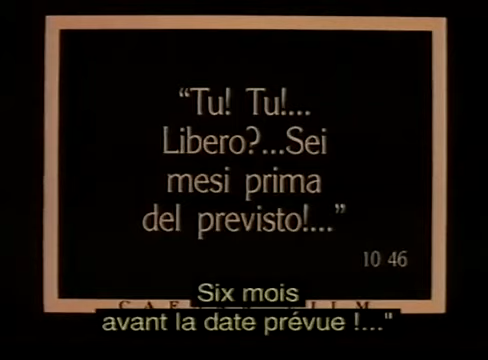 “Tu! Tu!...
Libero?...Sei
mesi prima
del previsto!...”
10 46
Six mois
avant la date prévue !..."